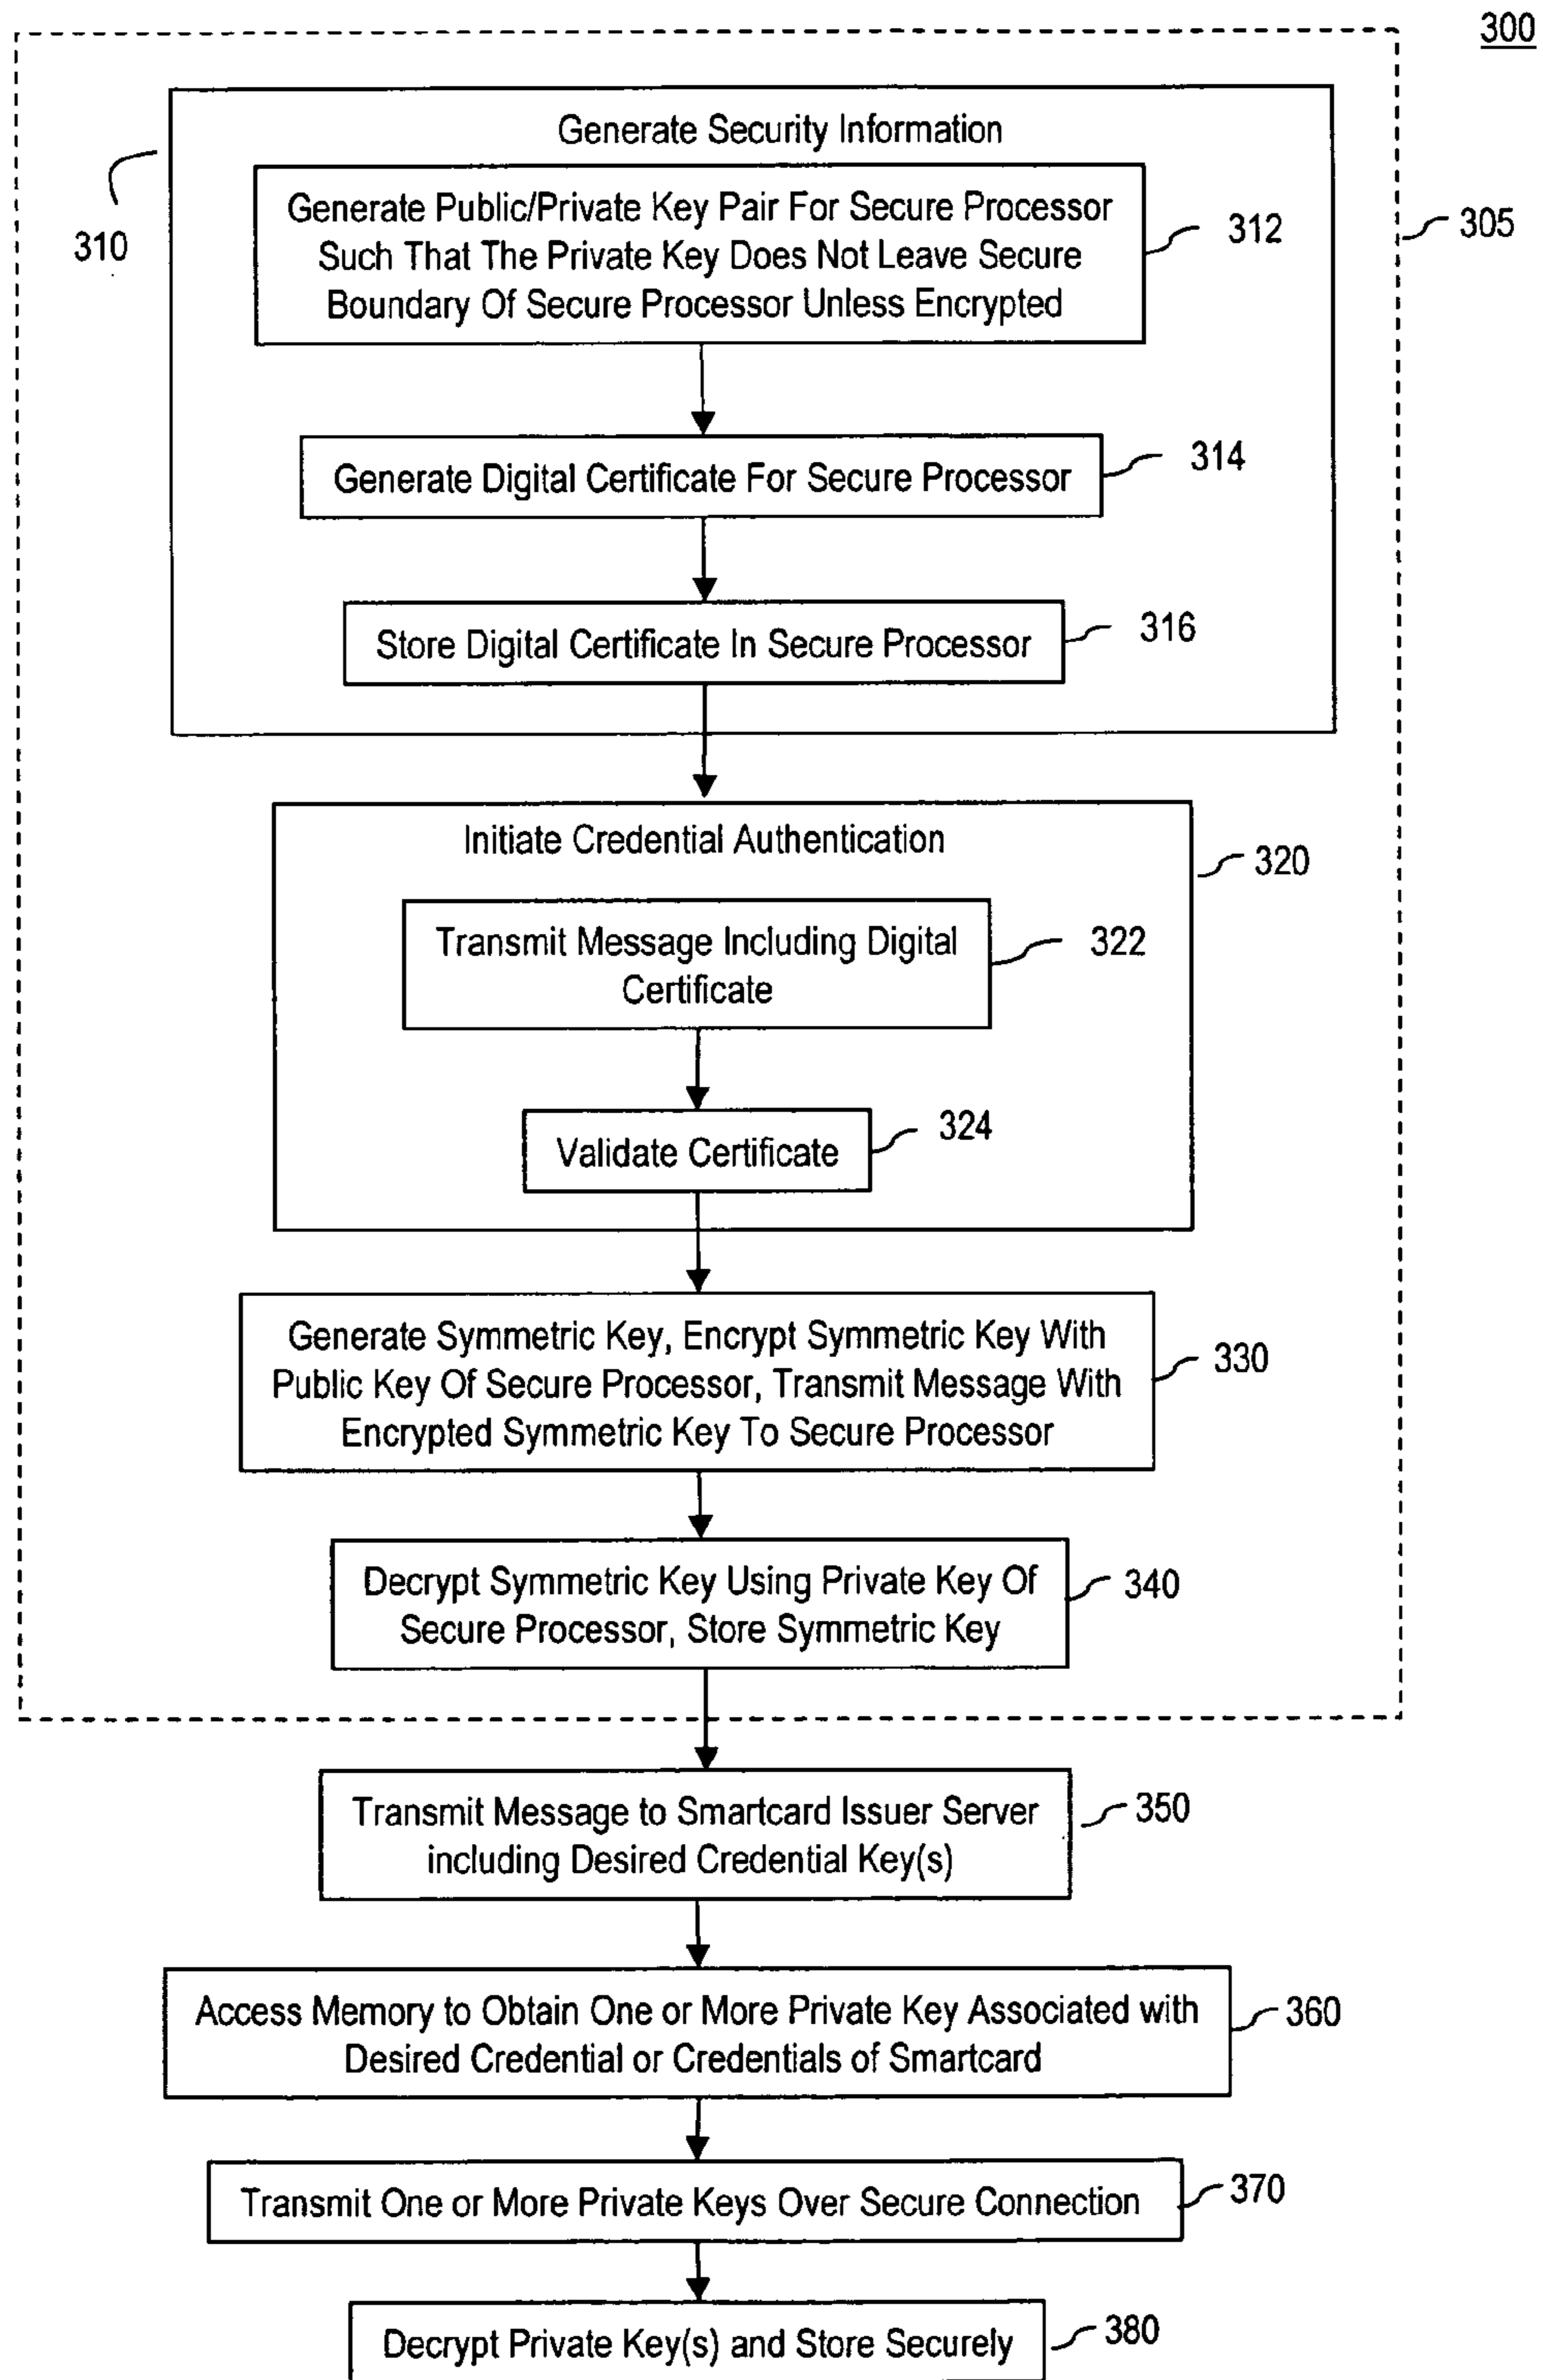 300
Generate Security Information
310
Generate Public/Private Key Pair For Secure Processor
Such That The Private Key Does Not Leave Secure
Boundary Of Secure Processor Unless Encrypted
312
305
Generate Digital Certificate For Secure Processor
314
Store Digital Certificate In Secure Processor
316
Initiate Credential Authentication
320
Transmit Message Including Digital
Certificate
322
Validate Certificate
324
Generate Symmetric Key, Encrypt Symmetric Key With
Public Key Of Secure Processor, Transmit Message With
Encrypted Symmetric Key To Secure Processor
330
Decrypt Symmetric Key Using Private Key Of
Secure Processor, Store Symmetric Key
340
Transmit Message to Smartcard Issuer Server
including Desired Credential Key(s)
350
Access Memory to Obtain One or More Private Key Associated with
Desired Credential or Credentials of Smartcard
360
Transmit One or More Private Keys Over Secure Connection
370
Decrypt Private Key(s) and Store Securely
380